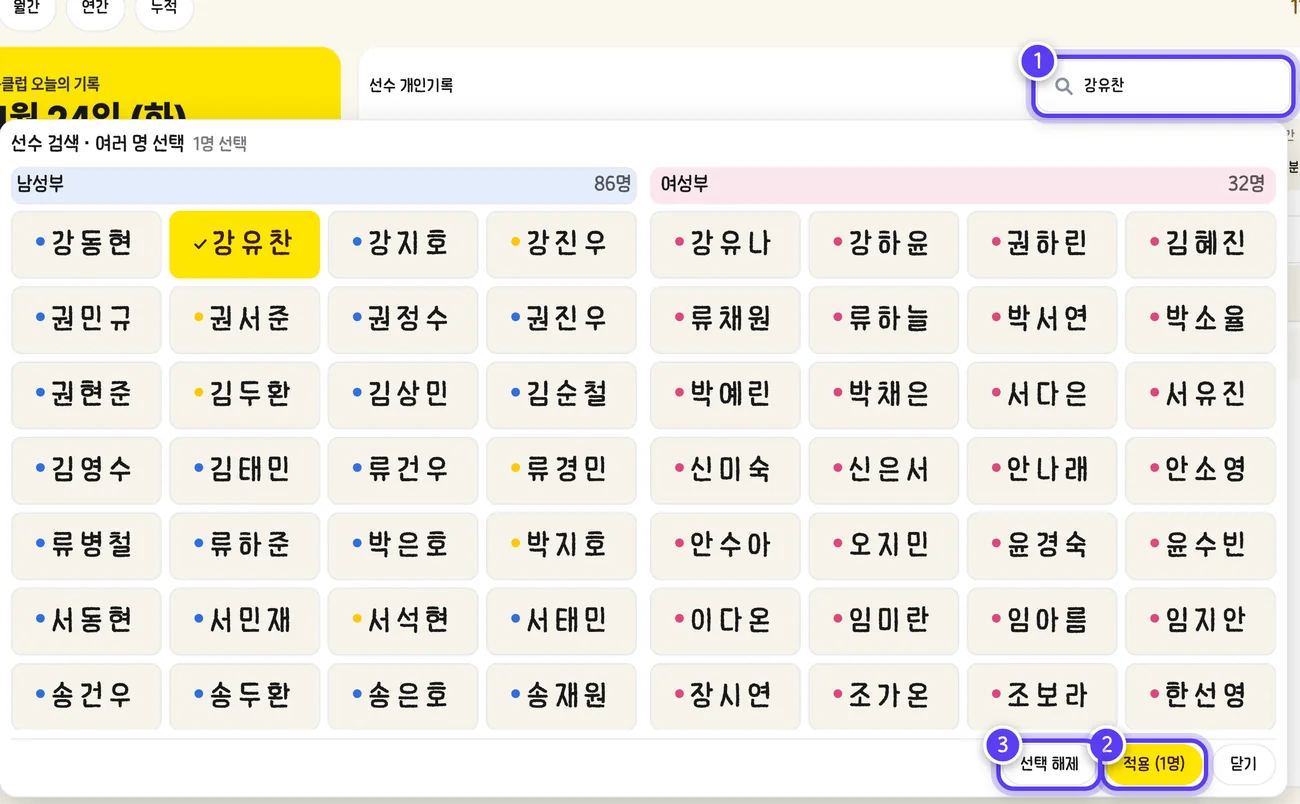 월간 연간 누적
클럽 오늘의 기록
월 24일 (화)
선수 개인기록
1
강유찬
선수 검색 · 여러 명 선택 1명 선택
남성부 86명 여성부 32명
강동현 강유찬 강지호 강진우 강유나 강하윤 권하린 김혜진
권민규 권서준 권정수 권진우 류채원 류하늘 박서연 박소율
권현준 김두환 김상민 김순철 박예린 박채은 서다은 서유진
김영수 김태민 류건우 류경민 신미숙 신은서 안나래 안소영
류병철 류하준 박은호 박지호 안수아 오지민 윤경숙 윤수빈
서동현 서민재 서석현 서태민 이다온 임미란 임아름 임지안
송건우 송두환 송은호 송재원 장시연 조가온 조보라 한선영
3 선택 해제 2 적용 (1명) 닫기